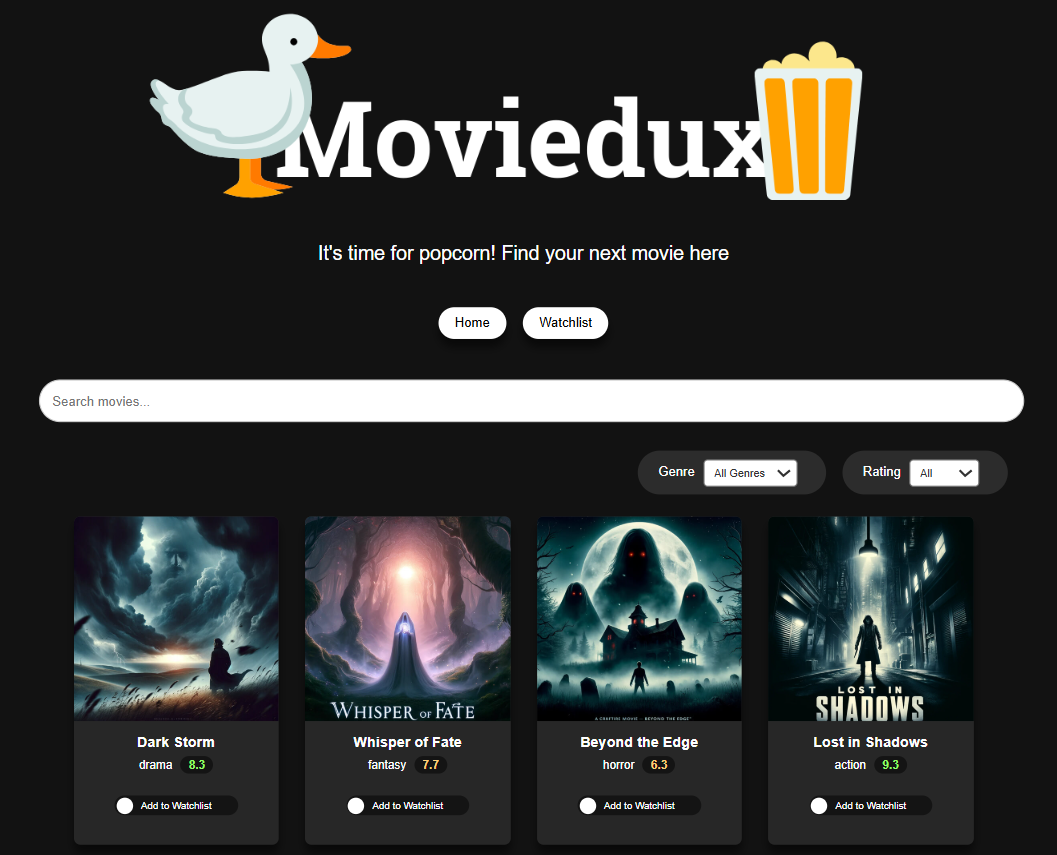 Moviedux
It's time for popcorn! Find your next movie here
Home Watchlist
Search movies...
Genre All Genres Rating All
WHISPER OF FATE
A CRAFTIRE MOVIE - BEYOND THE EDGE
LOST IN
SHADOWS
Dark Storm Whisper of Fate Beyond the Edge Lost in Shadows
drama 8.3 fantasy 7.7 horror 6.3 action 9.3
Add to Watchlist Add to Watchlist Add to Watchlist Add to Watchlist